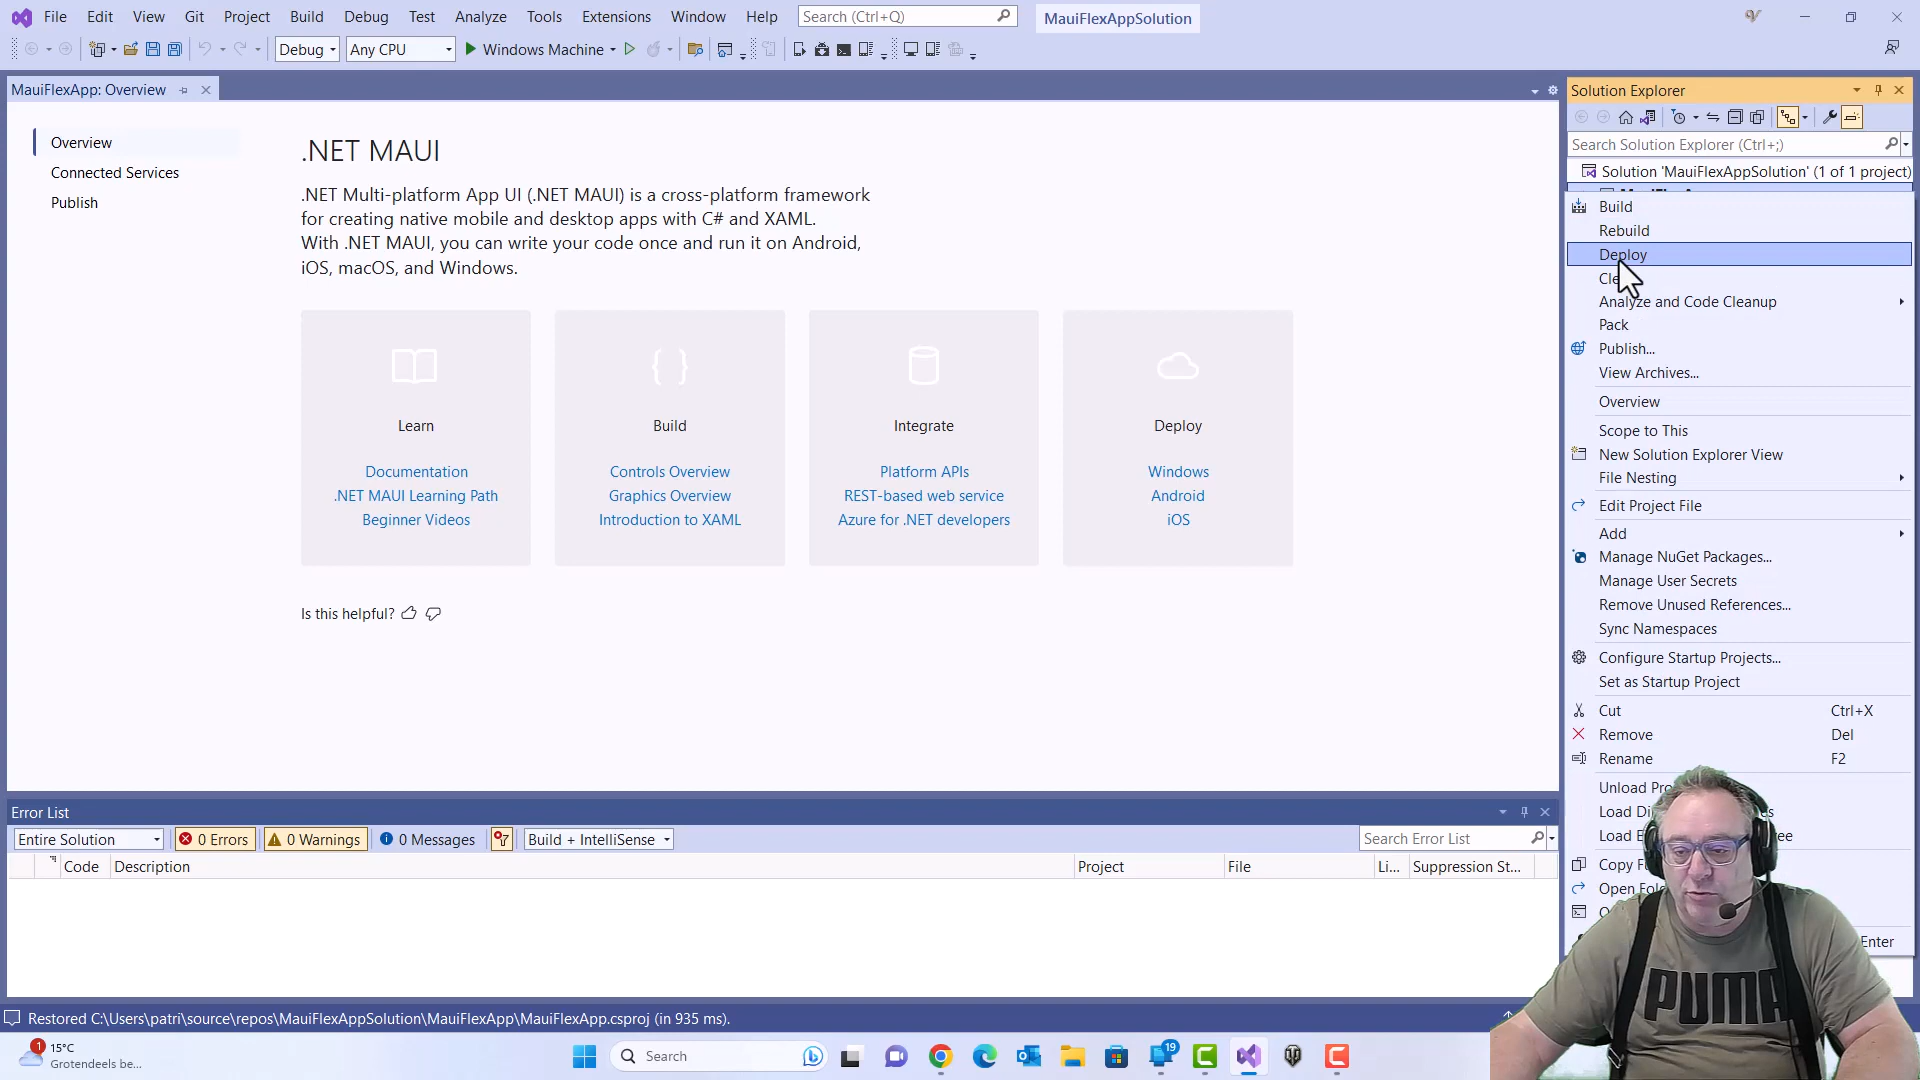 File Edit View Git Project Build Debug Test Analyze Tools Extensions Window Help Search (Ctrl+Q) MauiFlexAppSolution
Debug Any CPU Windows Machine
MauiFlexApp: Overview
Overview
Connected Services
Publish
.NET MAUI
.NET Multi-platform App UI (.NET MAUI) is a cross-platform framework
for creating native mobile and desktop apps with C# and XAML.
With .NET MAUI, you can write your code once and run it on Android,
iOS, macOS, and Windows.
Learn
Documentation
.NET MAUI Learning Path
Beginner Videos
Build
Controls Overview
Graphics Overview
Introduction to XAML
Integrate
Platform APIs
REST-based web service
Azure for .NET developers
Deploy
Windows
Android
iOS
Is this helpful?
Solution Explorer
Search Solution Explorer (Ctrl+;)
Solution 'MauiFlexAppSolution' (1 of 1 project)
Build
Rebuild
Deploy
Analyze and Code Cleanup
Pack
Publish...
View Archives...
Overview
Scope to This
New Solution Explorer View
File Nesting
Edit Project File
Add
Manage NuGet Packages...
Manage User Secrets
Remove Unused References...
Sync Namespaces
Configure Startup Projects...
Set as Startup Project
Cut Ctrl+X
Remove Del
Rename F2
Unload
Load
Load
Copy
Open
Enter
Error List
Entire Solution 0 Errors 0 Warnings 0 Messages Build + IntelliSense Search Error List
Code Description Project File Li... Suppression St...
Restored C:\Users\patri\source\repos\MauiFlexAppSolution\MauiFlexApp\MauiFlexApp.csproj (in 935 ms).
1 15°C
Grotendeels be...
Search
19
PUMA